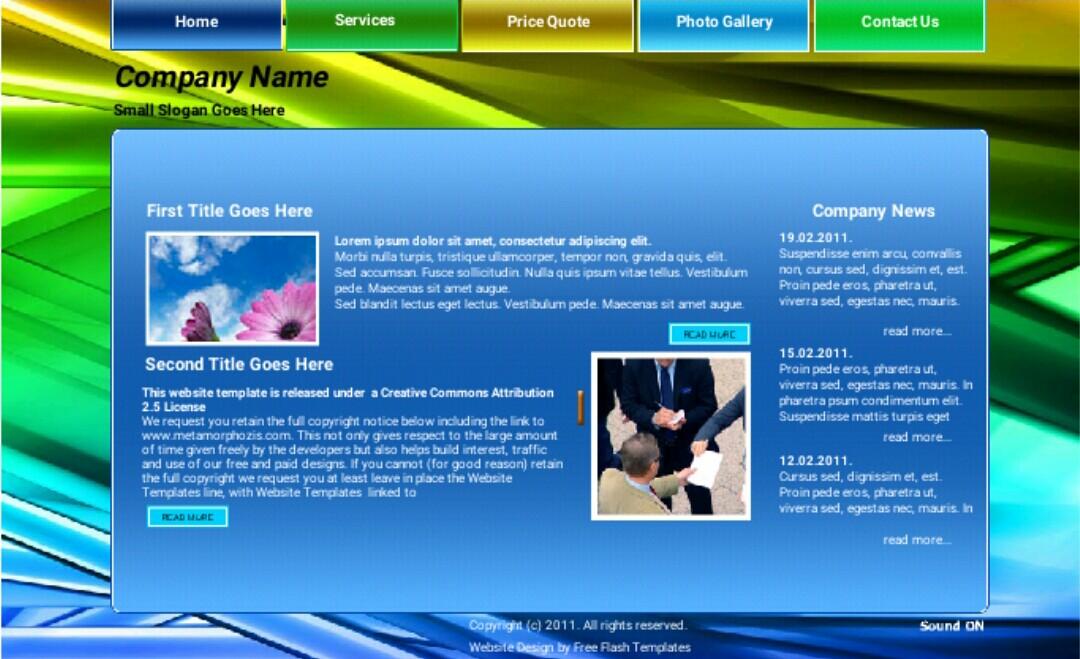 Home
Services
Price Quote
Photo Gallery
Contact Us
Company Name
Small Slogan Goes Here
First Title Goes Here
Lorem ipsum dolor sit amet, consectetur adipiscing elit.
Morbi nulla turpis, tristique ullamcorper, tempor non, gravida quis, elit.
Sed accumsan. Fusce sollicitudin. Nulla quis ipsum vitae tellus. Vestibulum
pede. Maecenas sit amet augue.
Sed blandit lectus eget lectus. Vestibulum pede. Maecenas sit amet augue.
READ MORE
Second Title Goes Here
This website template is released under  a Creative Commons Attribution
2.5 License
We request you retain the full copyright notice below including the link to
www.metamorphozis.com. This not only gives respect to the large amount
of time given freely by the developers but also helps build interest, traffic
and use of our free and paid designs. If you cannot (for good reason) retain
the full copyright we request you at least leave in place the Website
Templates line, with Website Templates  linked to
READ MORE
Company News
19.02.2011.
Suspendisse enim arcu, convallis
non, cursus sed, dignissim et, est.
Proin pede eros, pharetra ut,
viverra sed, egestas nec, mauris.
read more...
15.02.2011.
Proin pede eros, pharetra ut,
viverra sed, egestas nec, mauris. In
pharetra psum condimentum elit.
Suspendisse mattis turpis eget
read more...
12.02.2011.
Cursus sed, dignissim et, est.
Proin pede eros, pharetra ut,
viverra sed, egestas nec, mauris. In
read more...
Copyright (c) 2011. All rights reserved.
Sound ON
Website Design by Free Flash Templates